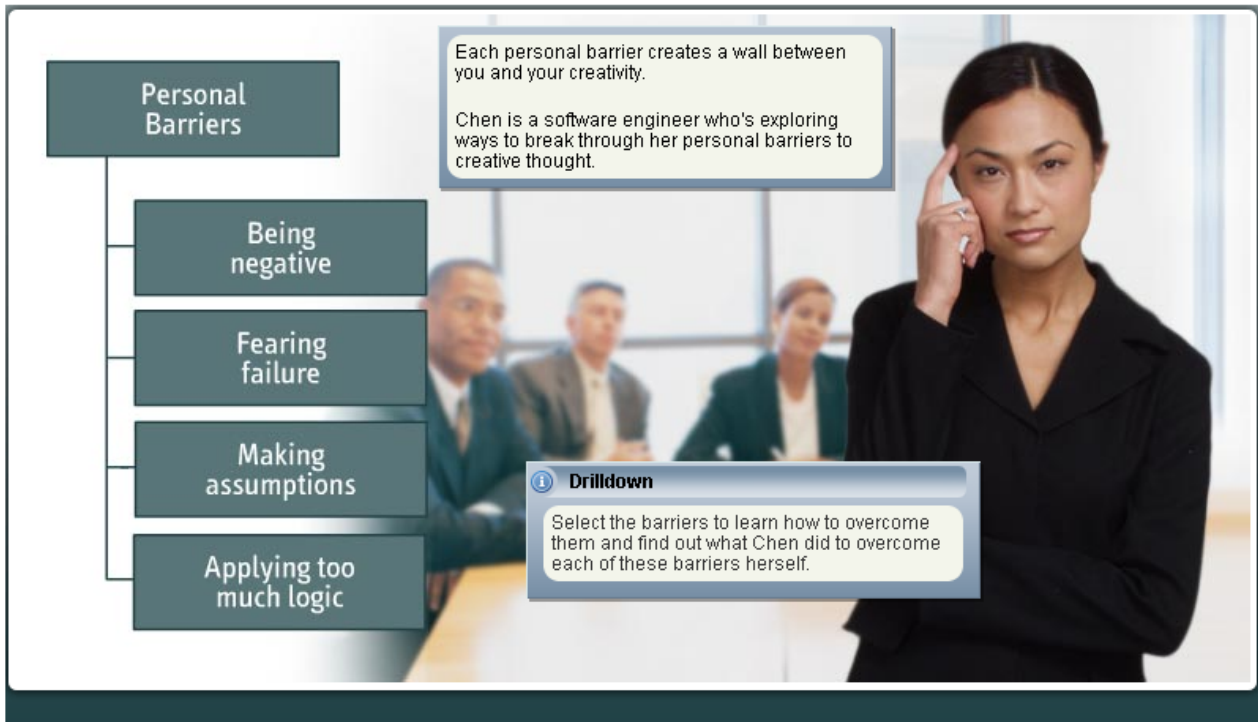 Personal
Barriers
Being
negative
Fearing
failure
Making
assumptions
Applying too
much logic
Each personal barrier creates a wall between
you and your creativity.
Chen is a software engineer who's exploring
ways to break through her personal barriers to
creative thought.
Drilldown
Select the barriers to learn how to overcome
them and find out what Chen did to overcome
each of these barriers herself.